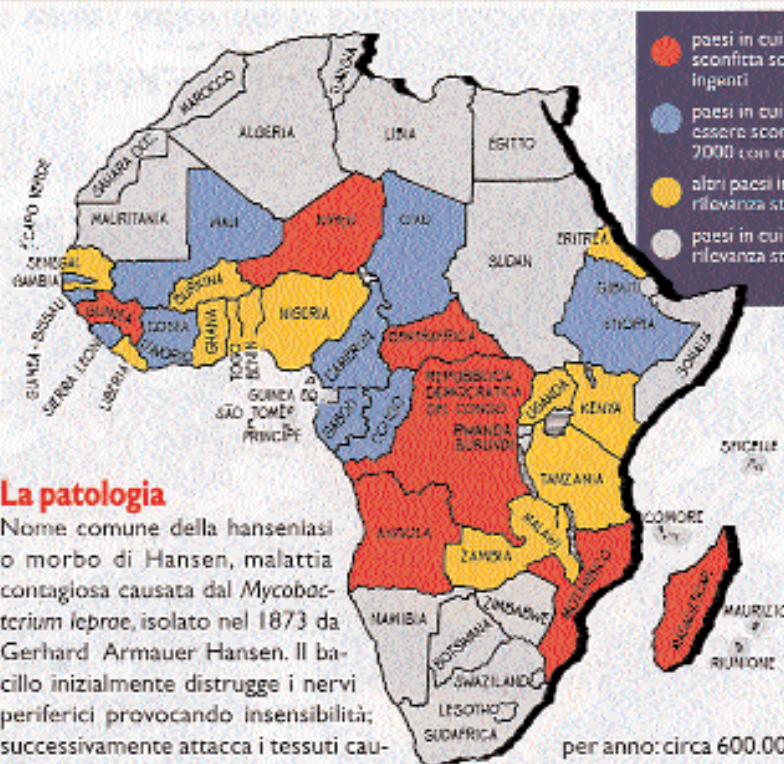 paesi in cui
sconfitta
ingenti
paesi in cui
essere
2000 con
altri paesi
rilevanza
paesi in cui
rilevanza
TUNISIA
MAROCCO
ALGERIA
LIBIA
EGITTO
SAHARA OCC.
CAPO VERDE
MAURITANIA
MALI
NIGER
CIAD
SUDAN
ERITREA
SENEGAL
GAMBIA
GUINEA-BISSAU
GUINEA
SIERRA LEONE
LIBERIA
COSTA
D'AVORIO
BURKINA
GHANA
TOGO
BENIN
NIGERIA
CAMERUN
CENTRAFRICA
GIBUTI
ETIOPIA
SOMALIA
GUINEA EQ.
SÃO TOMÉ
E
PRINCIPE
GABON
CONGO
REPUBBLICA
DEMOCRATICA
DEL CONGO
RWANDA
BURUNDI
UGANDA
KENYA
TANZANIA
SEICELLE
COMORE
ANGOLA
ZAMBIA
MALAWI
MOZAMBICO
MADAGASCAR
MAURIZIO
RIUNIONE
NAMIBIA
BOTSWANA
ZIMBABWE
SWAZILAND
LESOTHO
SUDAFRICA
La patologia
Nome comune della hanseniasi
o morbo di Hansen, malattia
contagiosa causata dal Mycobac-
terium leprae, isolato nel 1873 da
Gerhard Armauer Hansen. Il ba-
cillo inizialmente distrugge i nervi
periferici provocando insensibilità;
successivamente attacca i tessuti cau-
per anno: circa 600.00